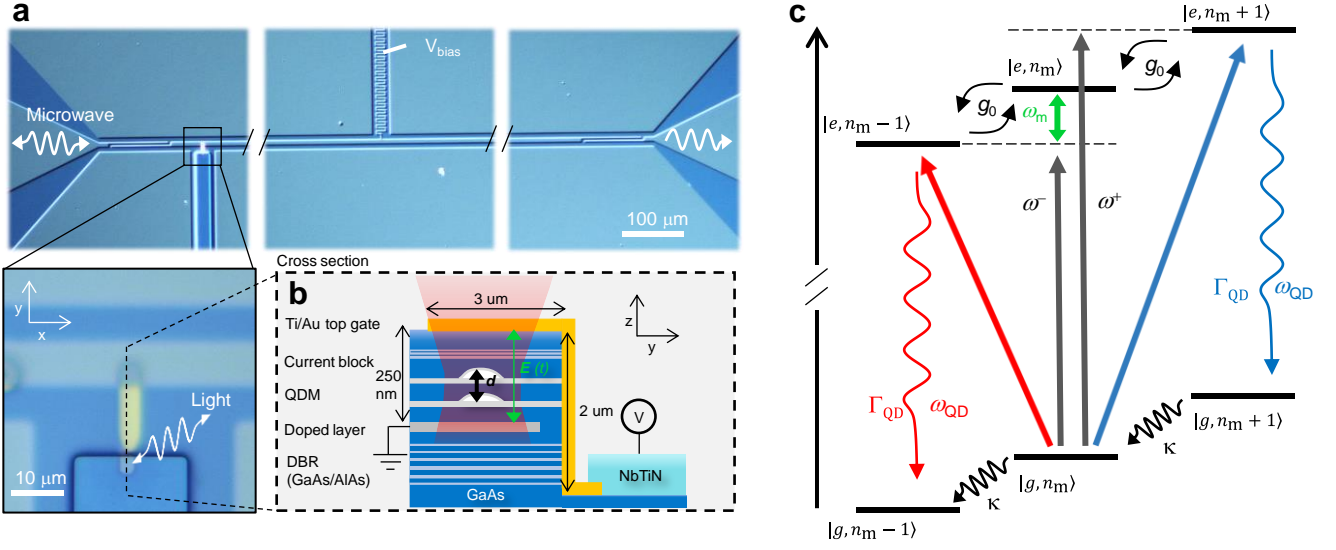 a
V_bias
Microwave
100 μm
y
x
Light
10 μm
Cross section
b
3 um
Ti/Au top gate
z
y
Current block
E (t)
250
nm
d
QDM
2 um
V
Doped layer
DBR
(GaAs/AlAs)
GaAs
NbTiN
c
|e, n_m + 1⟩
|e, n_m⟩
g_0
g_0
ω_m
|e, n_m − 1⟩
ω⁻
ω⁺
Γ_QD
ω_QD
Γ_QD
ω_QD
|g, n_m + 1⟩
κ
|g, n_m⟩
κ
|g, n_m − 1⟩